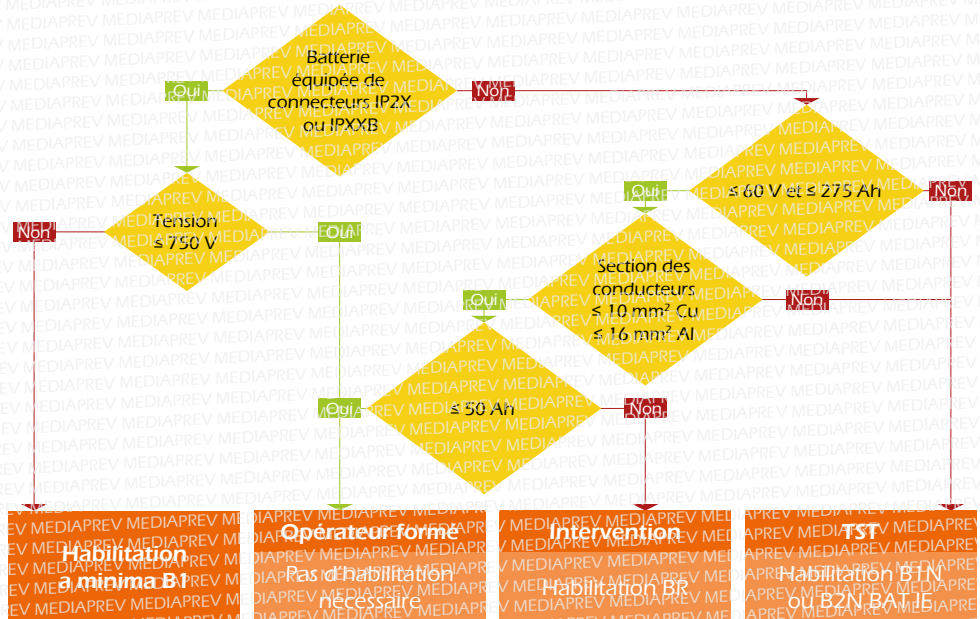 Batterie
équipée de
connecteurs IP2X
ou IPXXB
Oui
Non
Tension
≤ 750 V
Non
Oui
≤ 60 V et ≤ 275 Ah
Oui
Non
Section des
conducteurs
≤ 10 mm² Cu
≤ 16 mm² Al
Oui
Non
≤ 50 Ah
Oui
Non
Habilitation
a minima B1
Opérateur formé
Pas d'habilitation
nécessaire
Intervention
Habilitation BR
TST
Habilitation B1N
ou B2N BAT IE
MEDIAPREV